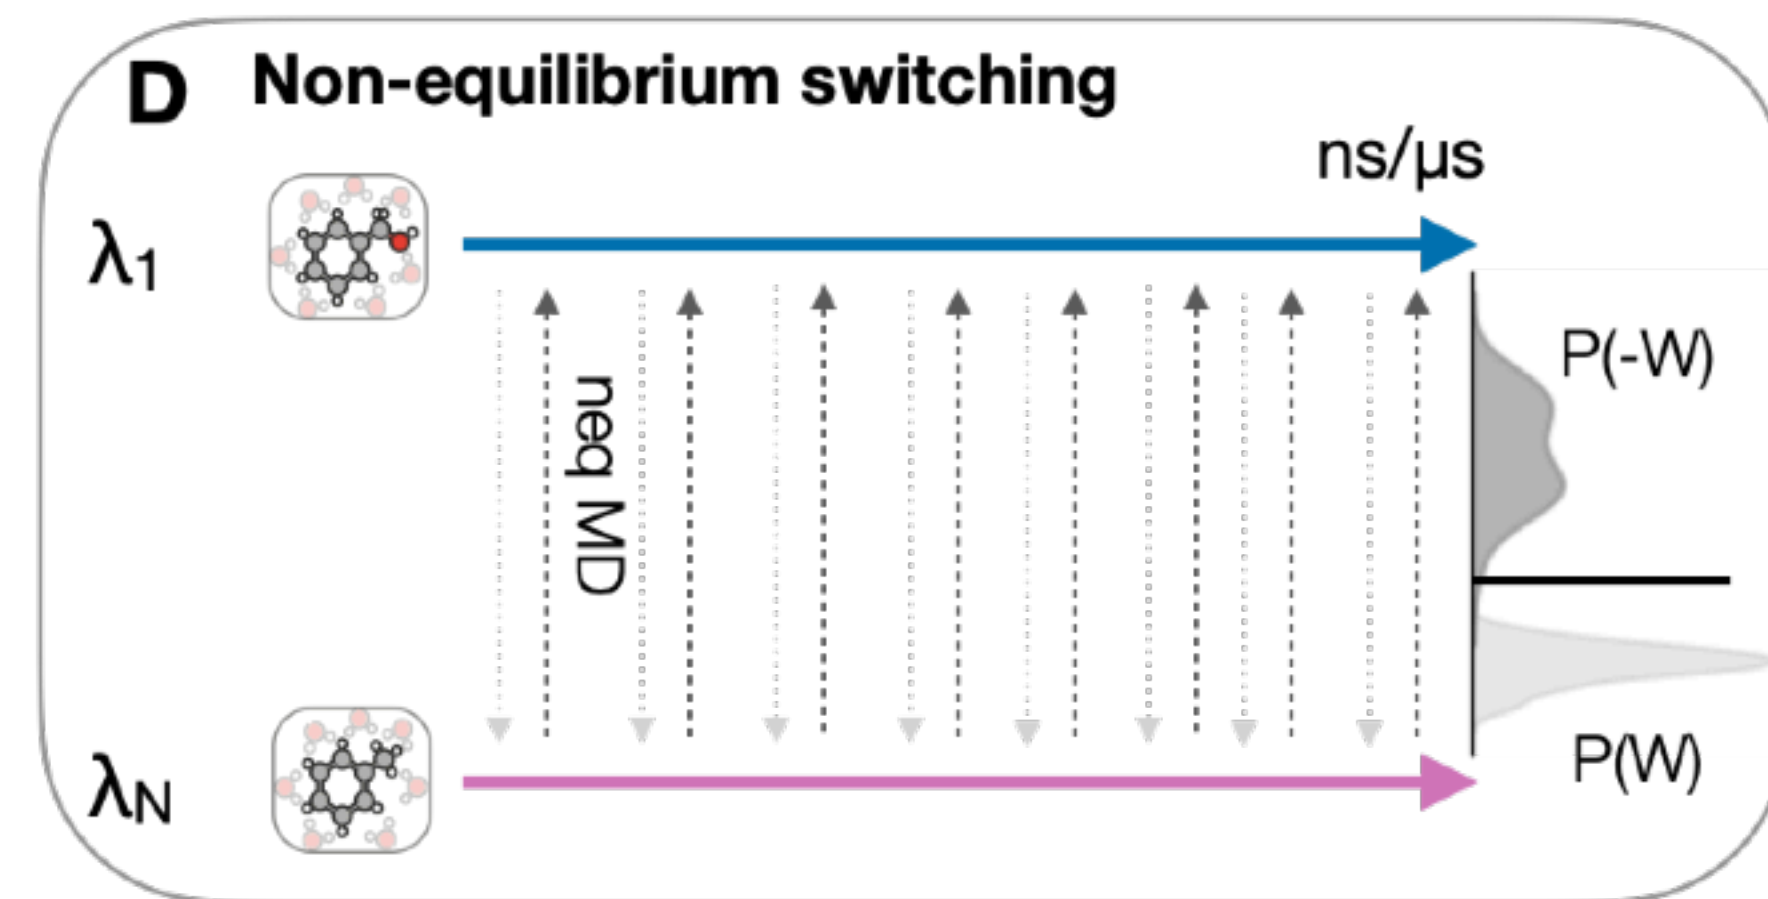 D Non-equilibrium switching
ns/μs
λ1
neq MD
P(-W)
P(W)
λN